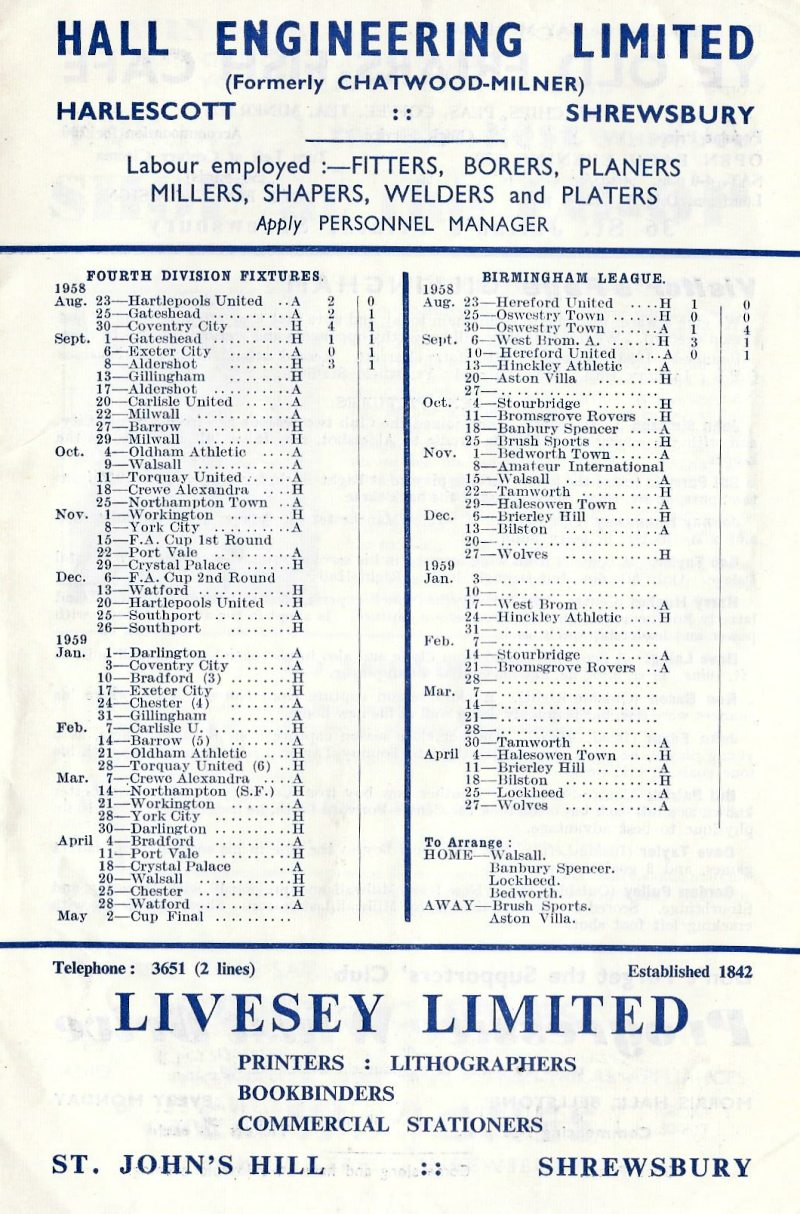 HALL ENGINEERING LIMITED
(Formerly CHATWOOD-MILNER)
HARLESCOTT :: SHREWSBURY
Labour employed :—FITTERS, BORERS, PLANERS
MILLERS, SHAPERS, WELDERS and PLATERS
Apply PERSONNEL MANAGER
FOURTH DIVISION FIXTURES.
1958
Aug. 23—Hartlepools United ..A 2 0
25—Gateshead ........A 2 1
30—Coventry City ......H 4 1
Sept. 1—Gateshead ........H 1 1
6—Exeter City ........A 0 1
8—Aldershot ........H 3 1
13—Gillingham ........H
17—Aldershot ..........A
20—Carlisle United ......A
22—Milwall ..........A
27—Barrow ..........H
29—Milwall ..........H
Oct. 4—Oldham Athletic ....A
9—Walsall ..........A
11—Torquay United ......A
18—Crewe Alexandra ....H
25—Northampton Town ..A
Nov. 1—Workington ........H
8—York City ........A
15—F.A. Cup 1st Round
22—Port Vale ..........A
29—Crystal Palace ......H
Dec. 6—F.A. Cup 2nd Round
13—Watford ..........H
20—Hartlepools United ..H
25—Southport ........A
26—Southport H
1959
Jan. 1—Darlington ........A
3—Coventry City ......A
10—Bradford (3) ......H
17—Exeter City ........H
24—Chester (4) ........A
31—Gillingham ........A
Feb. 7—Carlisle U. ........H
14—Barrow (5) ........A
21—Oldham Athletic ....H
28—Torquay United (6) ..H
Mar. 7—Crewe Alexandra ....A
14—Northampton (S.F.) ..H
21—Workington ........A
28—York City ........H
30—Darlington ........H
April 4—Bradford ..........A
11—Port Vale ..........H
18—Crystal Palace ......A
20—Walsall ..........H
25—Chester ..........H
28—Watford ..........A
May 2—Cup Final ..........
BIRMINGHAM LEAGUE.
1958
Aug. 23—Hereford United ....H 1 0
25—Oswestry Town ....H 0 0
30—Oswestry Town ......A 1 4
Sept. 6—West Brom. A. ......H 3 1
10—Hereford United ....A 0 1
13—Hinckley Athletic ..A
20—Aston Villa ........H
27—
Oct. 4—Stourbridge ........H
11—Bromsgrove Rovers ..H
18—Banbury Spencer ....A
25—Brush Sports ......H
Nov. 1—Bedworth Town ......A
8—Amateur International
15—Walsall ..........A
22—Tamworth ........H
29—Halesowen Town ....A
Dec. 6—Brierley Hill ......H
13—Bilston ..........A
20—
27—Wolves ..........H
1959
Jan. 3—
10—
17—West Brom ........A
24—Hinckley Athletic ..H
31—
Feb. 7—
14—Stourbridge ........A
21—Bromsgrove Rovers ..A
28—
Mar. 7—
14—
21—
28—
30—Tamworth ........A
April 4—Halesowen Town ....H
11—Brierley Hill ......A
18—Bilston ..........H
25—Lockheed ........A
27—Wolves ..........A
To Arrange :
HOME—Walsall.
Banbury Spencer.
Lockheed.
Bedworth.
AWAY—Brush Sports.
Aston Villa.
Telephone: 3651 (2 lines) Established 1842
LIVESEY LIMITED
PRINTERS : LITHOGRAPHERS
BOOKBINDERS
COMMERCIAL STATIONERS
ST. JOHN'S HILL :: SHREWSBURY